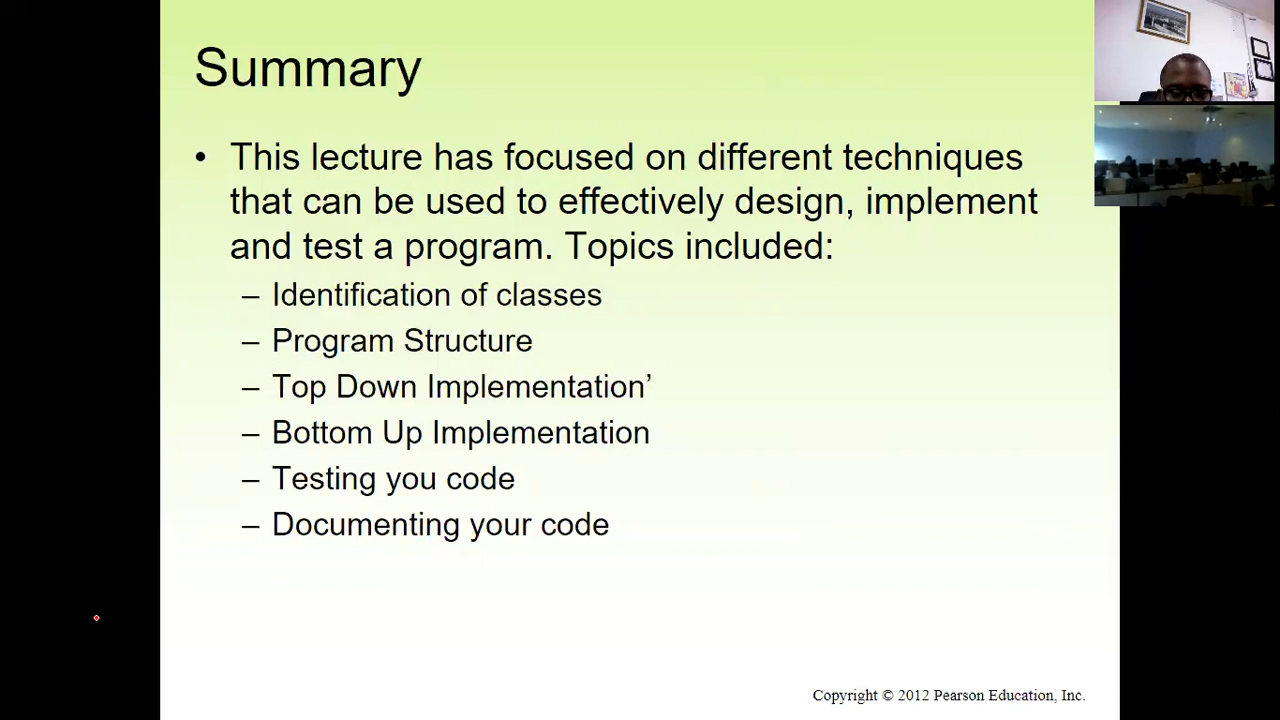 Summary
• This lecture has focused on different techniques
that can be used to effectively design, implement
and test a program. Topics included:
– Identification of classes
– Program Structure
– Top Down Implementation’
– Bottom Up Implementation
– Testing you code
– Documenting your code
Copyright © 2012 Pearson Education, Inc.